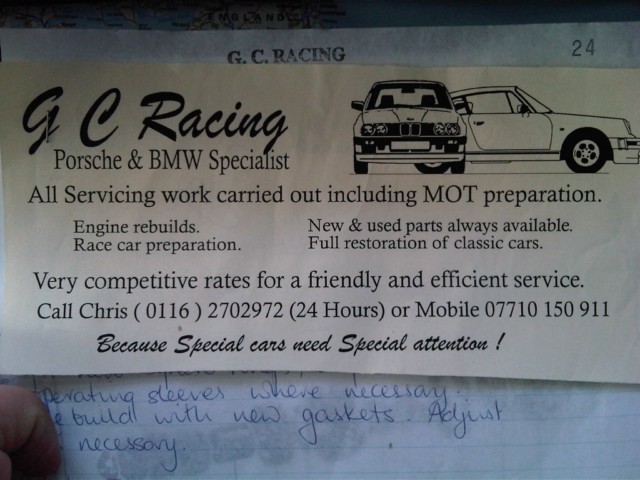 ENGLAND
G. C. RACING 24
G C Racing
Porsche & BMW Specialist
All Servicing work carried out including MOT preparation.
Engine rebuilds. New & used parts always available.
Race car preparation. Full restoration of classic cars.
Very competitive rates for a friendly and efficient service.
Call Chris ( 0116 ) 2702972 (24 Hours) or Mobile 07710 150 911
Because Special cars need Special attention !
operating sleeves where necessary.
build with new gaskets. Adjust
necessary.